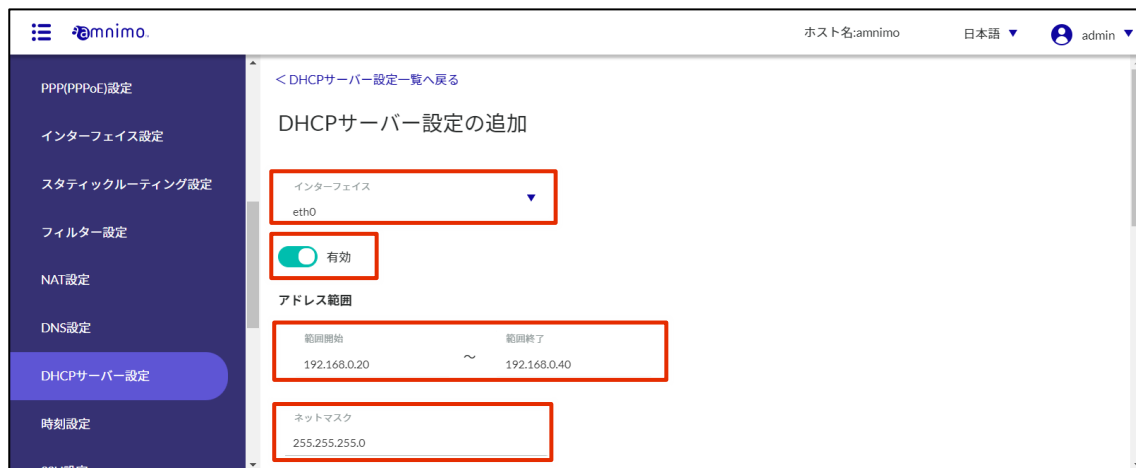 amnimo.
ホスト名:amnimo
日本語 ▼
admin ▼
PPP(PPPoE)設定
インターフェイス設定
スタティックルーティング設定
フィルター設定
NAT設定
DNS設定
DHCPサーバー設定
時刻設定
< DHCPサーバー設定一覧へ戻る
DHCPサーバー設定の追加
インターフェイス
eth0
有効
アドレス範囲
範囲開始
192.168.0.20
～
範囲終了
192.168.0.40
ネットマスク
255.255.255.0